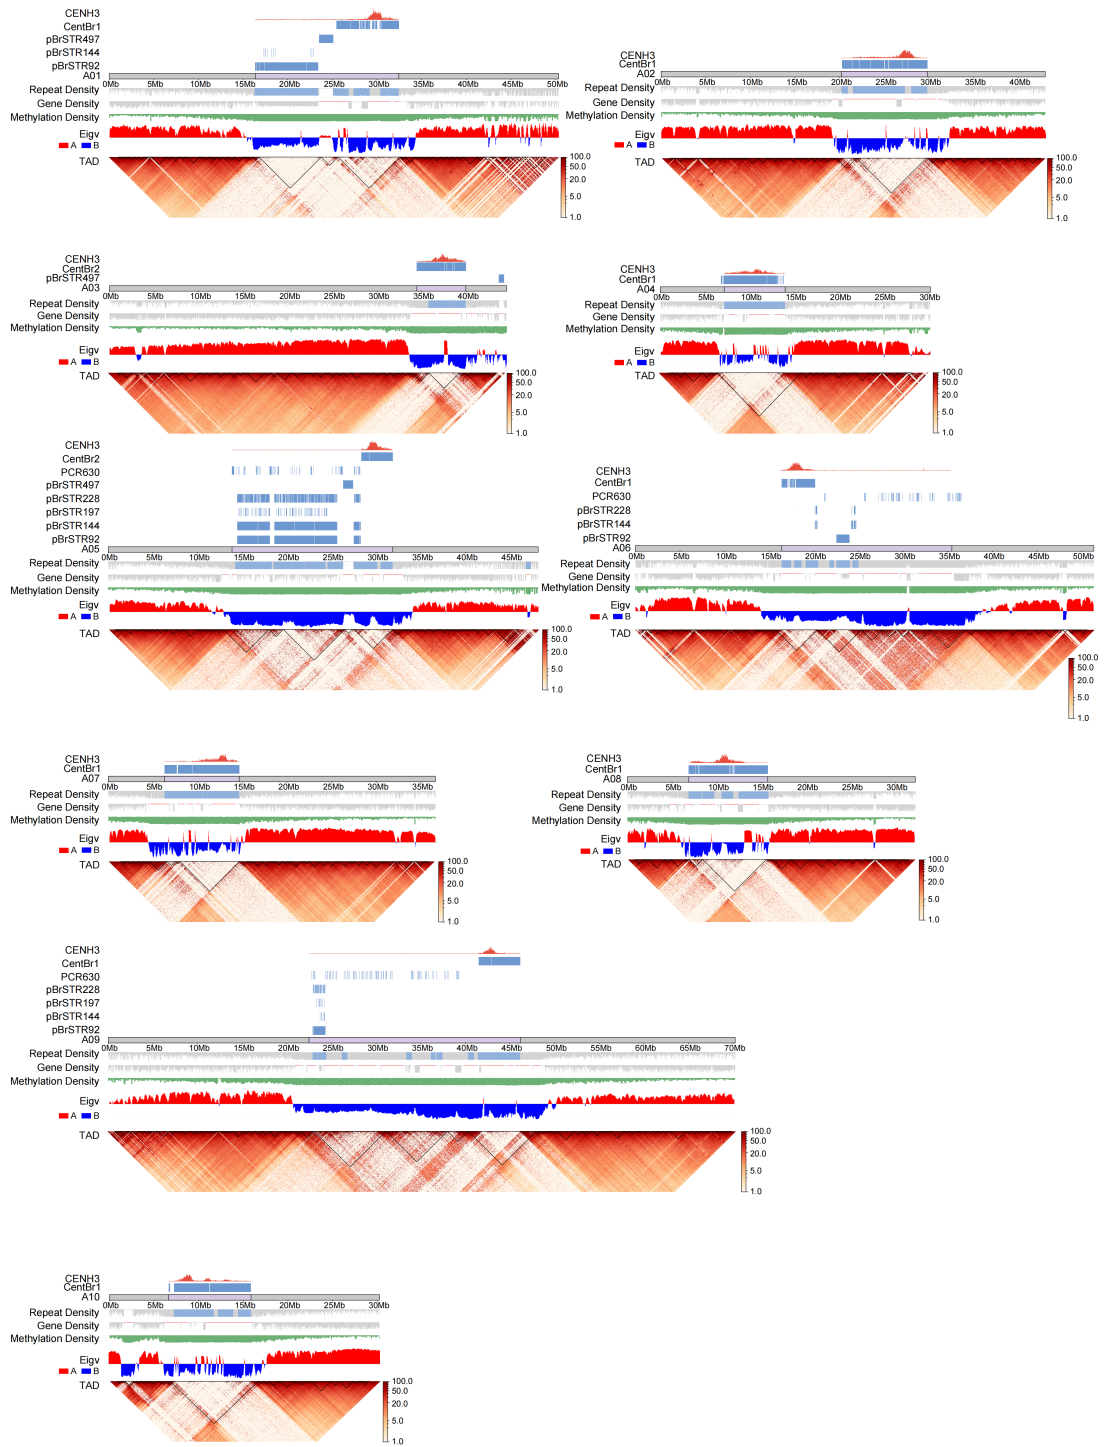 CENH3
CentBr1
pBrSTR497
pBrSTR144
pBrSTR92
A01
0Mb 5Mb 10Mb 15Mb 20Mb 25Mb 30Mb 35Mb 40Mb 45Mb 50Mb
Repeat Density
Gene Density
Methylation Density
Eigv
A B
TAD
100.0
50.0
20.0
5.0
1.0
CENH3
CentBr1
A02
0Mb 5Mb 10Mb 15Mb 20Mb 25Mb 30Mb 35Mb 40Mb
Repeat Density
Gene Density
Methylation Density
Eigv
A B
TAD
100.0
50.0
20.0
5.0
1.0
CENH3
CentBr2
pBrSTR497
A03
0Mb 5Mb 10Mb 15Mb 20Mb 25Mb 30Mb 35Mb 40Mb
Repeat Density
Gene Density
Methylation Density
Eigv
A B
TAD
100.0
50.0
20.0
5.0
1.0
CENH3
CentBr1
A04
0Mb 5Mb 10Mb 15Mb 20Mb 25Mb 30Mb
Repeat Density
Gene Density
Methylation Density
Eigv
A B
TAD
100.0
50.0
20.0
5.0
1.0
CENH3
CentBr2
PCR630
pBrSTR497
pBrSTR228
pBrSTR197
pBrSTR144
pBrSTR92
A05
0Mb 5Mb 10Mb 15Mb 20Mb 25Mb 30Mb 35Mb 40Mb 45Mb
Repeat Density
Gene Density
Methylation Density
Eigv
A B
TAD
100.0
50.0
20.0
5.0
1.0
CENH3
CentBr1
PCR630
pBrSTR228
pBrSTR144
pBrSTR92
A06
0Mb 5Mb 10Mb 15Mb 20Mb 25Mb 30Mb 35Mb 40Mb 45Mb 50Mb
Repeat Density
Gene Density
Methylation Density
Eigv
A B
TAD
100.0
50.0
20.0
5.0
1.0
CENH3
CentBr1
A07
0Mb 5Mb 10Mb 15Mb 20Mb 25Mb 30Mb 35Mb
Repeat Density
Gene Density
Methylation Density
Eigv
A B
TAD
100.0
50.0
20.0
5.0
1.0
CENH3
CentBr1
A08
0Mb 5Mb 10Mb 15Mb 20Mb 25Mb 30Mb
Repeat Density
Gene Density
Methylation Density
Eigv
A B
TAD
100.0
50.0
20.0
5.0
1.0
CENH3
CentBr1
PCR630
pBrSTR228
pBrSTR197
pBrSTR144
pBrSTR92
A09
0Mb 5Mb 10Mb 15Mb 20Mb 25Mb 30Mb 35Mb 40Mb 45Mb 50Mb 55Mb 60Mb 65Mb 70Mb
Repeat Density
Gene Density
Methylation Density
Eigv
A B
TAD
100.0
50.0
20.0
5.0
1.0
CENH3
CentBr1
A10
0Mb 5Mb 10Mb 15Mb 20Mb 25Mb 30Mb
Repeat Density
Gene Density
Methylation Density
Eigv
A B
TAD
100.0
50.0
20.0
5.0
1.0